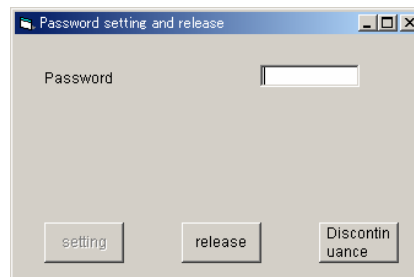 Password setting and release
Password
setting
release
Discontin
uance